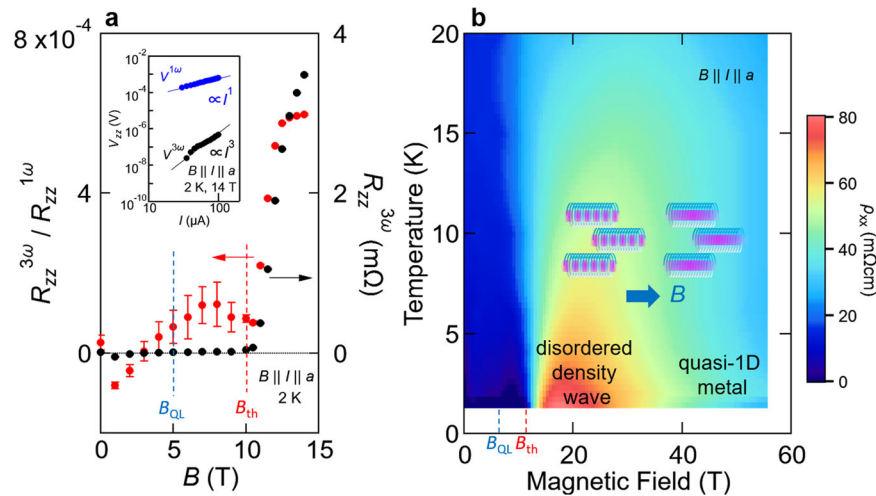 a
8 x10⁻⁴
4
0
R_zz^3ω / R_zz^1ω
4
2
0
R_zz^3ω (mΩ)
10⁻²
10⁻⁴
10⁻⁶
10⁻⁸
10⁻¹⁰
V_zz (V)
V^1ω
∝I^1
V^3ω
∝I^3
B || I || a
2 K, 14 T
10
100
I (μA)
B_QL
B_th
B || I || a
2 K
0
5
10
15
B (T)
b
20
15
10
5
0
Temperature (K)
B || I || a
B
disordered
density
wave
quasi-1D
metal
B_QL
B_th
0
20
40
60
Magnetic Field (T)
80
60
40
20
0
ρ_xx (mΩcm)